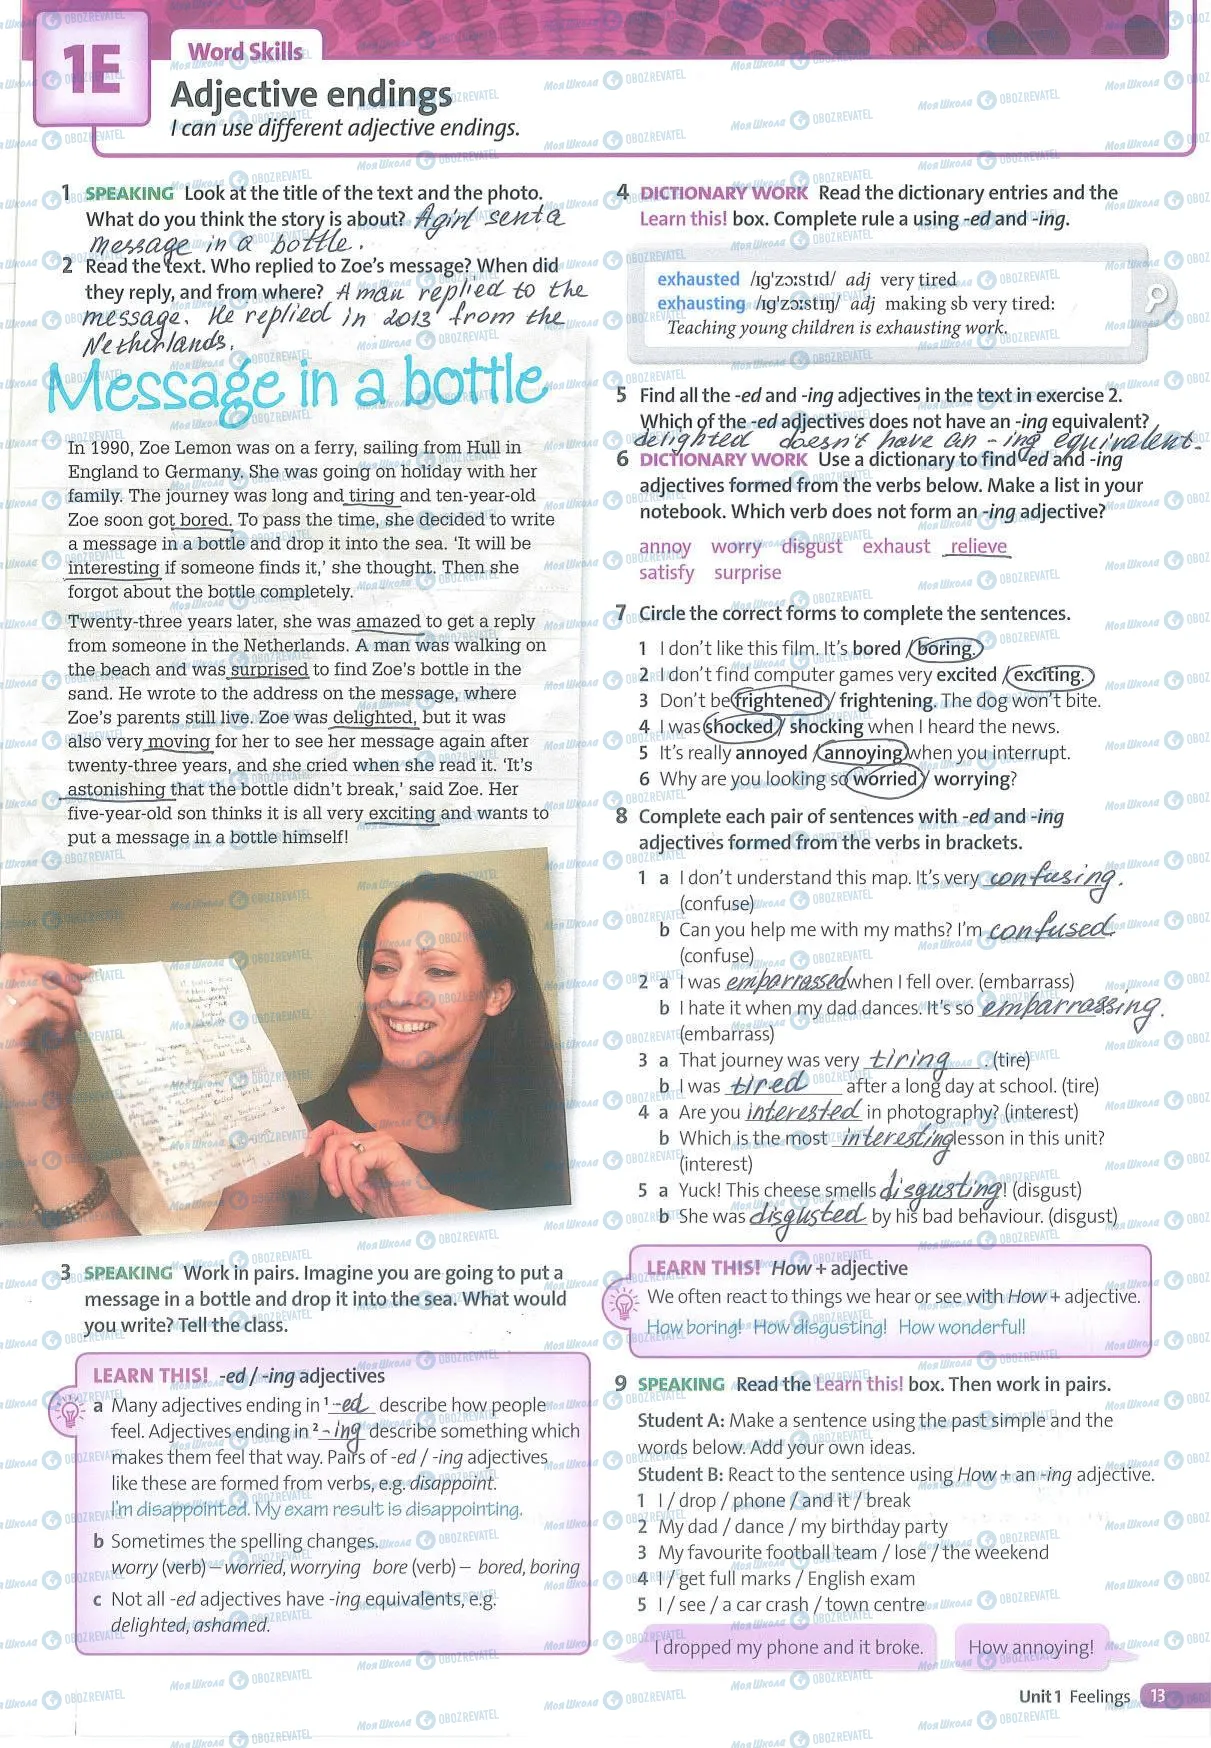 1E
Word Skills
Adjective endings
I can use different adjective endings.
1 SPEAKING Look at the title of the text and the photo.
What do you think the story is about? A girl sent a
message in a bottle.
2 Read the text. Who replied to Zoe's message? When did
they reply, and from where? A man replied to the
message. He replied in 2013 from the
Netherlands.
Message in a bottle
In 1990, Zoe Lemon was on a ferry, sailing from Hull in
England to Germany. She was going on holiday with her
family. The journey was long and tiring and ten-year-old
Zoe soon got bored. To pass the time, she decided to write
a message in a bottle and drop it into the sea. 'It will be
interesting if someone finds it,' she thought. Then she
forgot about the bottle completely.
Twenty-three years later, she was amazed to get a reply
from someone in the Netherlands. A man was walking on
the beach and was surprised to find Zoe's bottle in the
sand. He wrote to the address on the message, where
Zoe's parents still live. Zoe was delighted, but it was
also very moving for her to see her message again after
twenty-three years, and she cried when she read it. 'It's
astonishing that the bottle didn't break,' said Zoe. Her
five-year-old son thinks it is all very exciting and wants to
put a message in a bottle himself!
3 SPEAKING Work in pairs. Imagine you are going to put a
message in a bottle and drop it into the sea. What would
you write? Tell the class.
LEARN THIS! -ed / -ing adjectives
a Many adjectives ending in 1 -ed describe how people
feel. Adjectives ending in 2 -ing describe something which
makes them feel that way. Pairs of -ed / -ing adjectives
like these are formed from verbs, e.g. disappoint.
I'm disappointed. My exam result is disappointing.
b Sometimes the spelling changes.
worry (verb) – worried, worrying bore (verb) – bored, boring
c Not all -ed adjectives have -ing equivalents, e.g.
delighted, ashamed.
4 DICTIONARY WORK Read the dictionary entries and the
Learn this! box. Complete rule a using -ed and -ing.
exhausted /ɪɡˈzɔːstɪd/ adj very tired
exhausting /ɪɡˈzɔːstɪŋ/ adj making sb very tired:
Teaching young children is exhausting work.
5 Find all the -ed and -ing adjectives in the text in exercise 2.
Which of the -ed adjectives does not have an -ing equivalent?
delighted doesn't have an -ing equivalent.
6 DICTIONARY WORK Use a dictionary to find -ed and -ing
adjectives formed from the verbs below. Make a list in your
notebook. Which verb does not form an -ing adjective?
annoy worry disgust exhaust relieve
satisfy surprise
7 Circle the correct forms to complete the sentences.
1 I don't like this film. It's bored / boring.
2 I don't find computer games very excited / exciting.
3 Don't be frightened / frightening. The dog won't bite.
4 I was shocked / shocking when I heard the news.
5 It's really annoyed / annoying when you interrupt.
6 Why are you looking so worried / worrying?
8 Complete each pair of sentences with -ed and -ing
adjectives formed from the verbs in brackets.
1 a I don't understand this map. It's very confusing.
(confuse)
b Can you help me with my maths? I'm confused.
(confuse)
2 a I was embarrassed when I fell over. (embarrass)
b I hate it when my dad dances. It's so embarrassing.
(embarrass)
3 a That journey was very tiring. (tire)
b I was tired after a long day at school. (tire)
4 a Are you interested in photography? (interest)
b Which is the most interesting lesson in this unit?
(interest)
5 a Yuck! This cheese smells disgusting! (disgust)
b She was disgusted by his bad behaviour. (disgust)
LEARN THIS! How + adjective
We often react to things we hear or see with How + adjective.
How boring! How disgusting! How wonderful!
9 SPEAKING Read the Learn this! box. Then work in pairs.
Student A: Make a sentence using the past simple and the
words below. Add your own ideas.
Student B: React to the sentence using How + an -ing adjective.
1 I / drop / phone / and it / break
2 My dad / dance / my birthday party
3 My favourite football team / lose / the weekend
4 I / get full marks / English exam
5 I / see / a car crash / town centre
I dropped my phone and it broke. How annoying!
Unit 1 Feelings 13
Моя Школа OBOZREVATEL